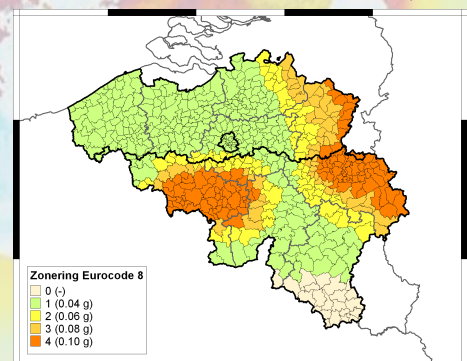 Zonering Eurocode 8
0 (-)
1 (0.04 g)
2 (0.06 g)
3 (0.08 g)
4 (0.10 g)